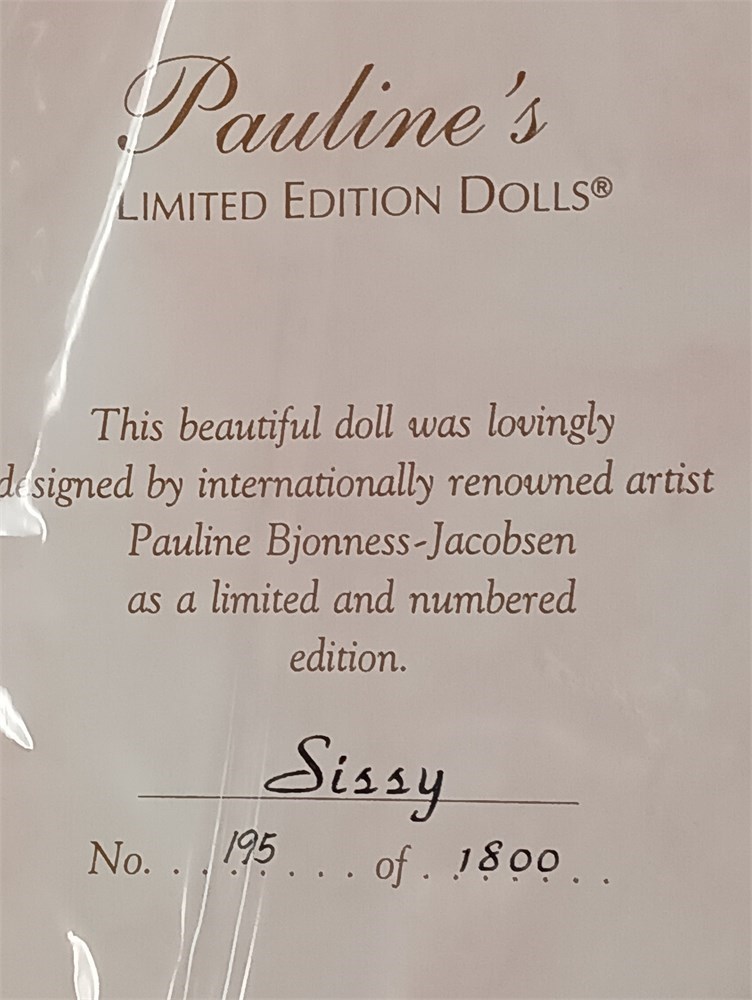 Pauline's
LIMITED EDITION DOLLS®
This beautiful doll was lovingly
designed by internationally renowned artist
Pauline Bjonness-Jacobsen
as a limited and numbered
edition.
Sissy
No. . . 195 . . . . of . 1800 . .